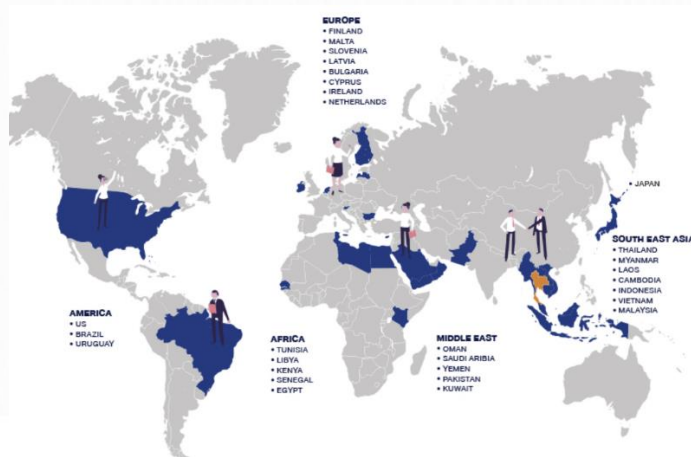 EUROPE
• FINLAND
• MALTA
• SLOVENIA
• LATVIA
• BULGARIA
• CYPRUS
• IRELAND
• NETHERLANDS
• JAPAN
SOUTH EAST ASIA
• THAILAND
• MYANMAR
• LAOS
• CAMBODIA
• INDONESIA
• VIETNAM
• MALAYSIA
AMERICA
• US
• BRAZIL
• URUGUAY
AFRICA
• TUNISIA
• LIBYA
• KENYA
• SENEGAL
• EGYPT
MIDDLE EAST
• OMAN
• SAUDI ARIBIA
• YEMEN
• PAKISTAN
• KUWAIT